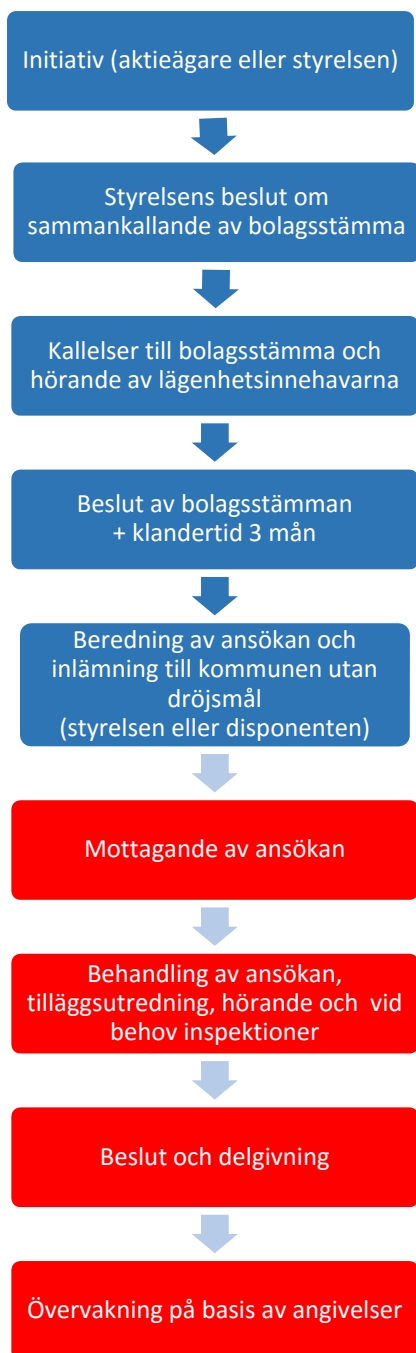 Initiativ (aktieägare eller styrelsen)
Styrelsens beslut om
sammankallande av bolagsstämma
Kallelser till bolagsstämma och
hörande av lägenhetsinnehavarna
Beslut av bolagsstämman
+ klandertid 3 mån
Beredning av ansökan och
inlämning till kommunen utan
dröjsmål
(styrelsen eller disponenten)
Mottagande av ansökan
Behandling av ansökan,
tilläggsutredning, hörande och vid
behov inspektioner
Beslut och delgivning
Övervakning på basis av angivelser